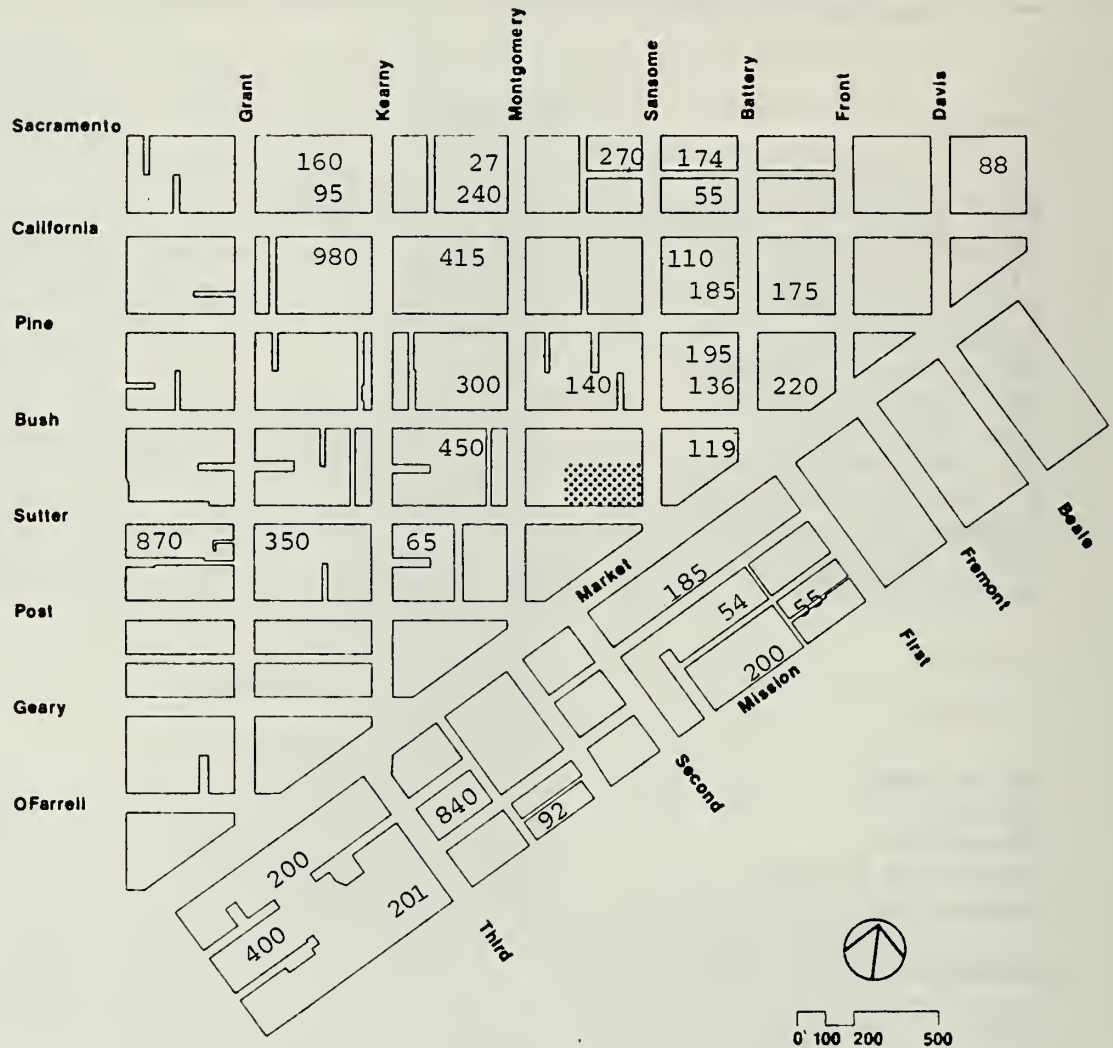 Grant
Kearny
Montgomery
Sansome
Battery
Front
Davis
Sacramento
160
27
270
174
88
95
240
55
California
980
415
110
185
175
Pine
195
300
140
136
220
Bush
450
119
Sutter
870
350
65
Beale
Market
185
Fremont
54
55
Post
First
200
Mission
Geary
Second
OFarrell
840
92
200
201
400
Third
0' 100 200 500